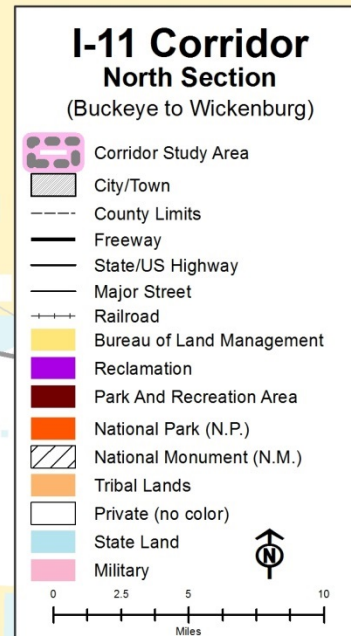 I-11 Corridor
North Section
(Buckeye to Wickenburg)
Corridor Study Area
City/Town
County Limits
Freeway
State/US Highway
Major Street
Railroad
Bureau of Land Management
Reclamation
Park And Recreation Area
National Park (N.P.)
National Monument (N.M.)
Tribal Lands
Private (no color)
State Land
Military
N
0 2.5 5 10
Miles